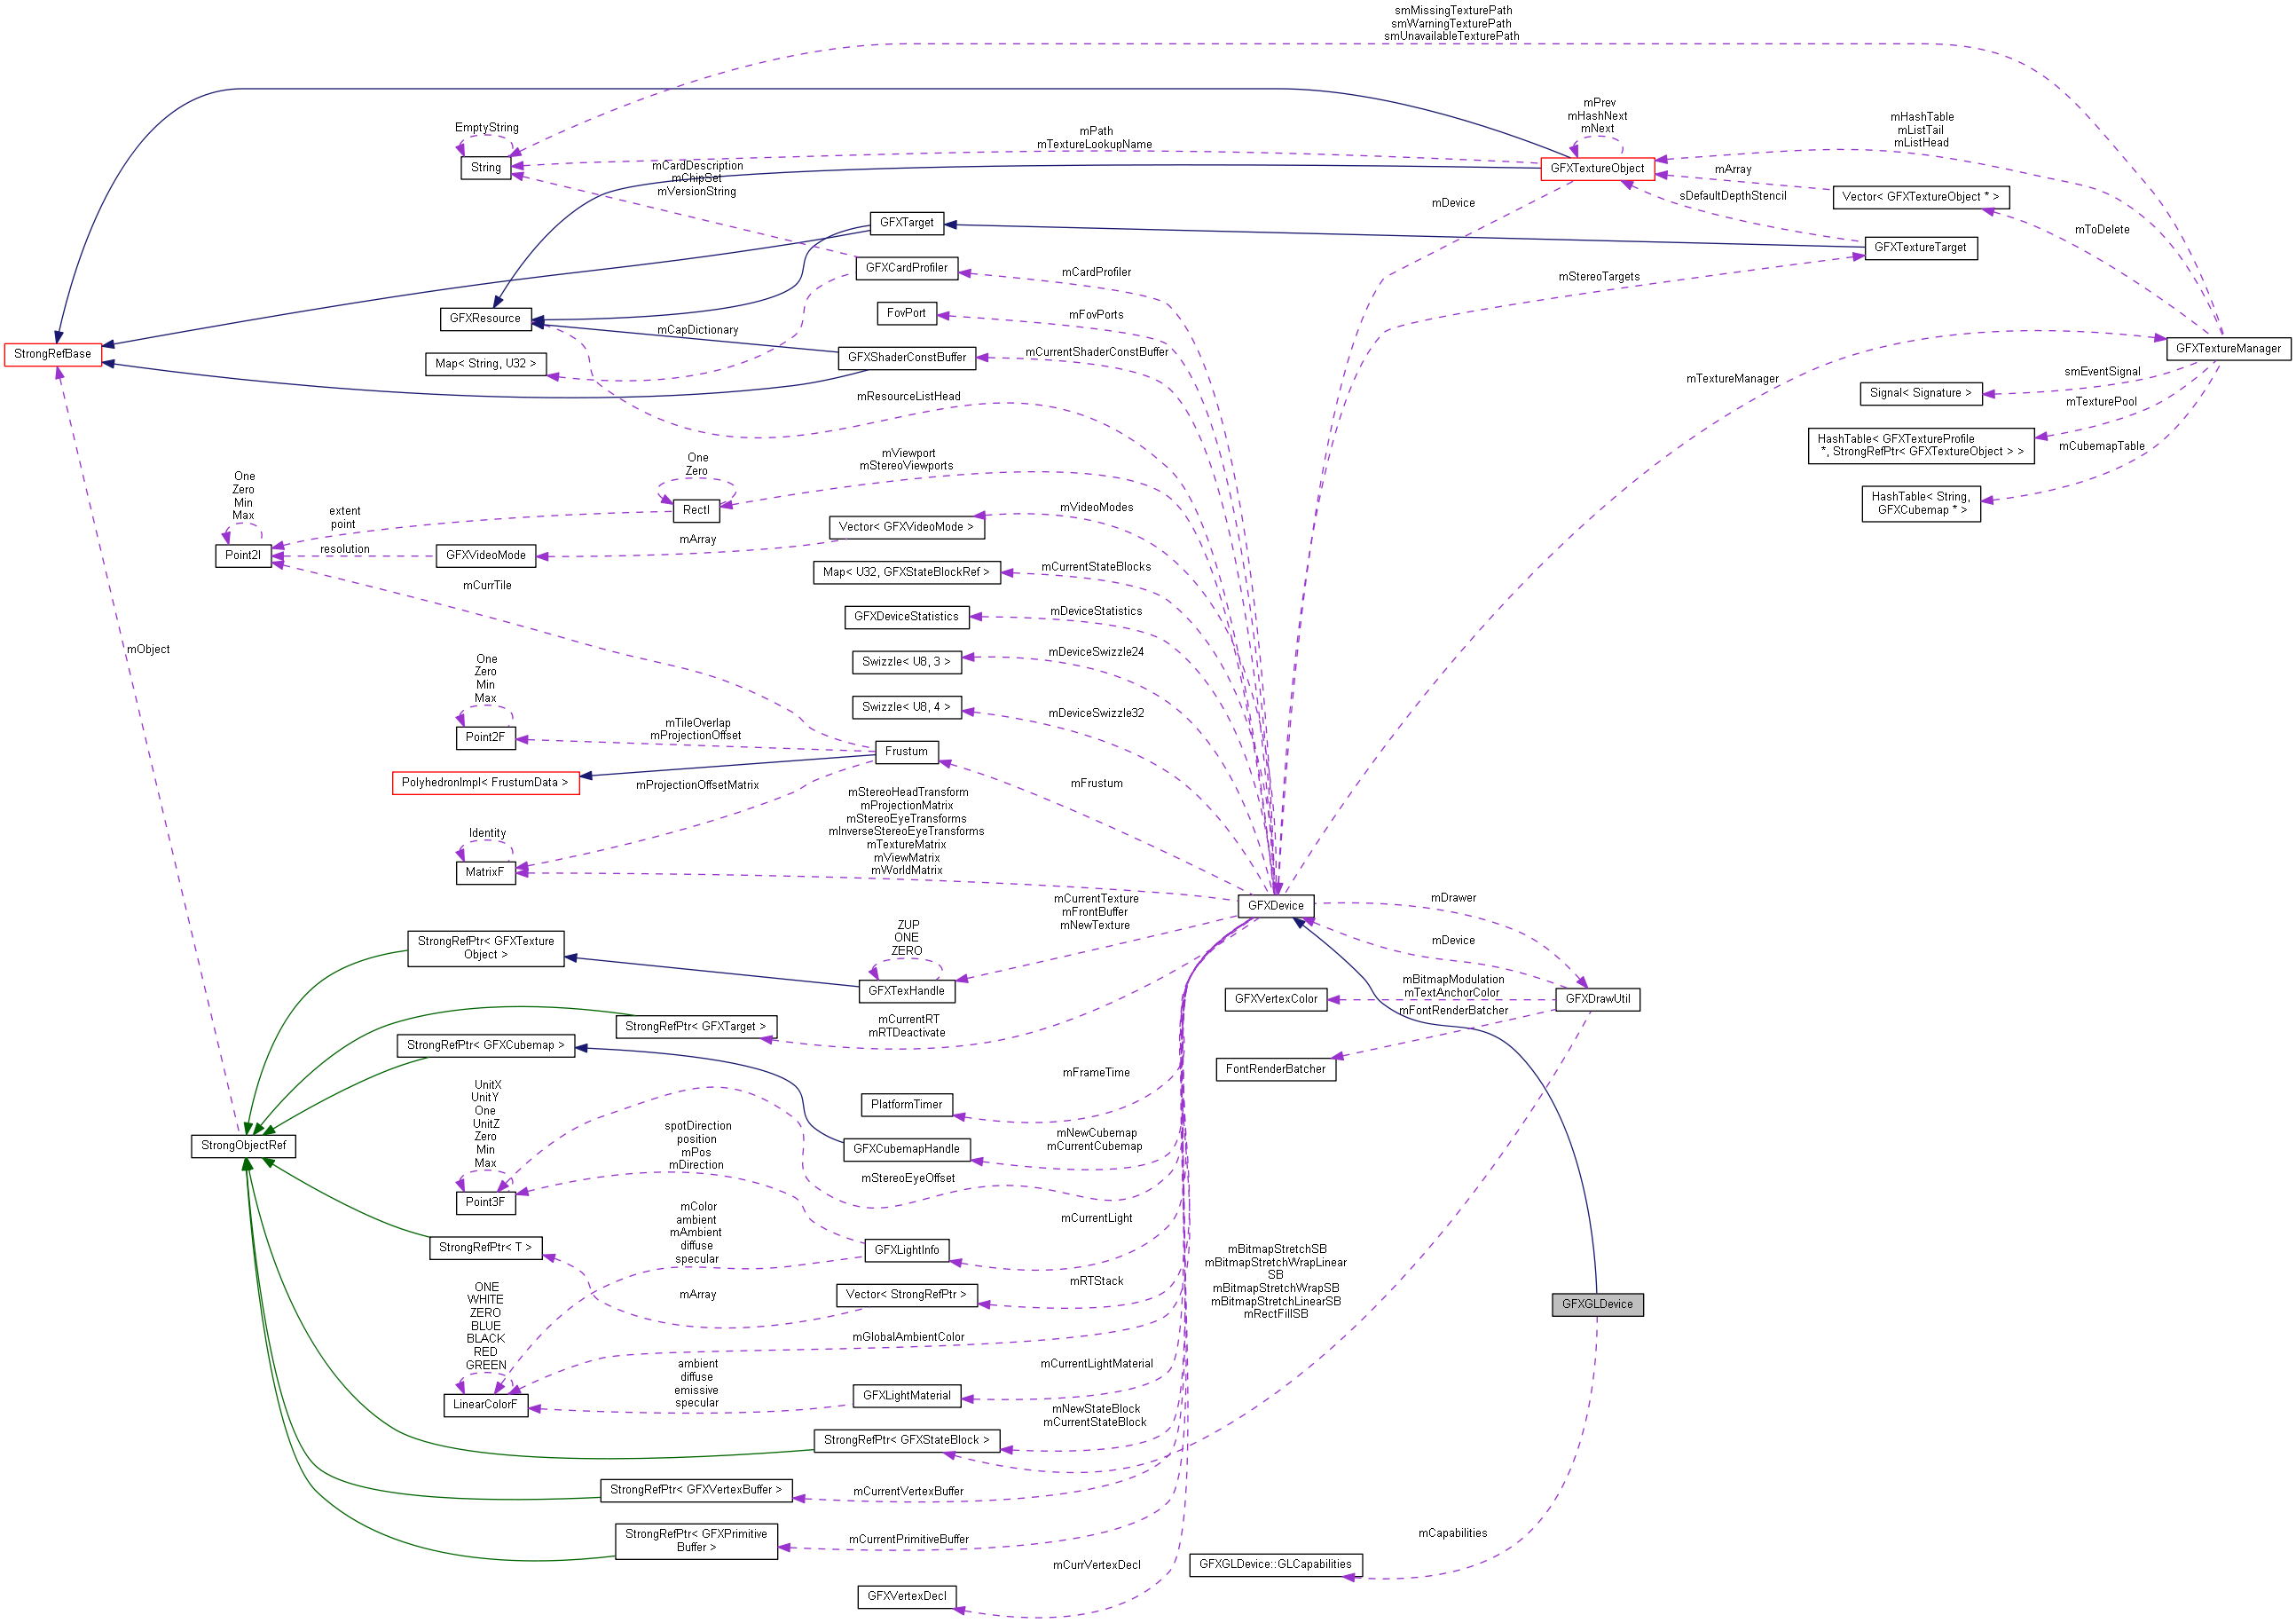 smMissingTexturePath
smWarningTexturePath
smUnavailableTexturePath
mPrev
mHashNext
mNext
mHashTable
mListTail
mListHead
EmptyString
String
mPath
mTextureLookupName
mCardDescription
mChipSet
mVersionString
GFXTextureObject
mArray
Vector< GFXTextureObject * >
sDefaultDepthStencil
mDevice
GFXTarget
mToDelete
GFXTextureTarget
GFXCardProfiler
mCardProfiler
mStereoTargets
GFXResource
FovPort
mFovPorts
mCapDictionary
StrongRefBase
Map< String, U32 >
GFXShaderConstBuffer
mCurrentShaderConstBuffer
GFXTextureManager
mTextureManager
smEventSignal
Signal< Signature >
mTexturePool
mResourceListHead
HashTable< GFXTextureProfile
*, StrongRefPtr< GFXTextureObject > >
mCubemapTable
HashTable< String,
GFXCubemap * >
One
Zero
mViewport
mStereoViewports
RectI
One
Zero
Min
Max
extent
point
resolution
Point2I
GFXVideoMode
mArray
Vector< GFXVideoMode >
mVideoModes
Map< U32, GFXStateBlockRef >
mCurrentStateBlocks
mCurrTile
GFXDeviceStatistics
mDeviceStatistics
mObject
Swizzle< U8, 3 >
mDeviceSwizzle24
One
Zero
Min
Max
Swizzle< U8, 4 >
mDeviceSwizzle32
Point2F
mTileOverlap
mProjectionOffset
Frustum
PolyhedronImpl< FrustumData >
mProjectionOffsetMatrix
mFrustum
mStereoHeadTransform
mProjectionMatrix
mStereoEyeTransforms
mInverseStereoEyeTransforms
mTextureMatrix
mViewMatrix
mWorldMatrix
Identity
MatrixF
GFXDevice
mDrawer
mCurrentTexture
mFrontBuffer
mNewTexture
mDevice
StrongRefPtr< GFXTexture
Object >
ZUP
ONE
ZERO
GFXTexHandle
GFXVertexColor
mBitmapModulation
mTextAnchorColor
mFontRenderBatcher
GFXDrawUtil
StrongRefPtr< GFXTarget >
mCurrentRT
mRTDeactivate
StrongRefPtr< GFXCubemap >
FontRenderBatcher
mFrameTime
PlatformTimer
UnitX
UnitY
One
UnitZ
Zero
Min
Max
StrongObjectRef
spotDirection
position
mPos
mDirection
GFXCubemapHandle
mNewCubemap
mCurrentCubemap
mStereoEyeOffset
Point3F
mColor
ambient
mAmbient
diffuse
specular
mCurrentLight
StrongRefPtr< T >
GFXLightInfo
mBitmapStretchSB
mBitmapStretchWrapLinear
SB
mBitmapStretchWrapSB
mBitmapStretchLinearSB
mRectFillSB
mRTStack
Vector< StrongRefPtr >
mArray
GFXGLDevice
ONE
WHITE
ZERO
BLUE
BLACK
RED
GREEN
LinearColorF
mGlobalAmbientColor
ambient
diffuse
emissive
specular
GFXLightMaterial
mCurrentLightMaterial
mNewStateBlock
mCurrentStateBlock
StrongRefPtr< GFXStateBlock >
StrongRefPtr< GFXVertexBuffer >
mCurrentVertexBuffer
StrongRefPtr< GFXPrimitive
Buffer >
mCurrentPrimitiveBuffer
mCapabilities
GFXGLDevice::GLCapabilities
mCurrVertexDecl
GFXVertexDecl